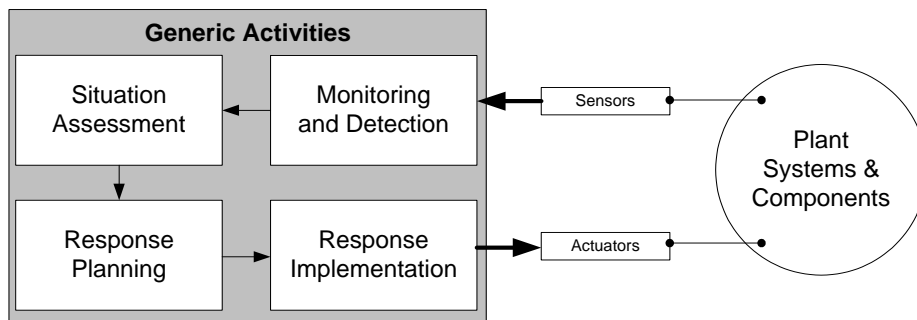 Generic Activities
Situation
Assessment
Monitoring
and Detection
Sensors
Plant
Systems &
Components
Response
Planning
Response
Implementation
Actuators